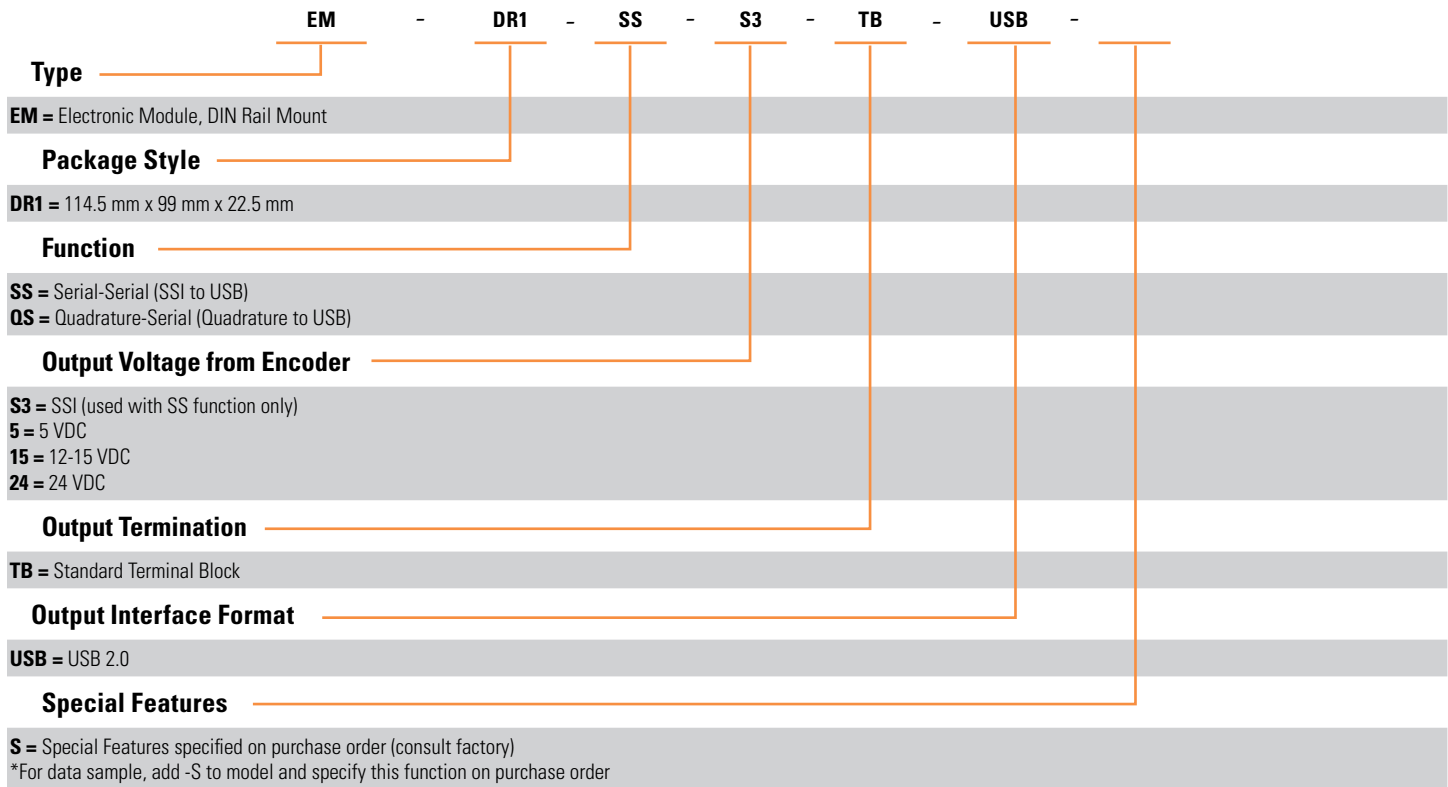 EM - DR1 - SS - S3 - TB - USB -
Type
EM = Electronic Module, DIN Rail Mount
Package Style
DR1 = 114.5 mm x 99 mm x 22.5 mm
Function
SS = Serial-Serial (SSI to USB)
QS = Quadrature-Serial (Quadrature to USB)
Output Voltage from Encoder
S3 = SSI (used with SS function only)
5 = 5 VDC
15 = 12-15 VDC
24 = 24 VDC
Output Termination
TB = Standard Terminal Block
Output Interface Format
USB = USB 2.0
Special Features
S = Special Features specified on purchase order (consult factory)
*For data sample, add -S to model and specify this function on purchase order